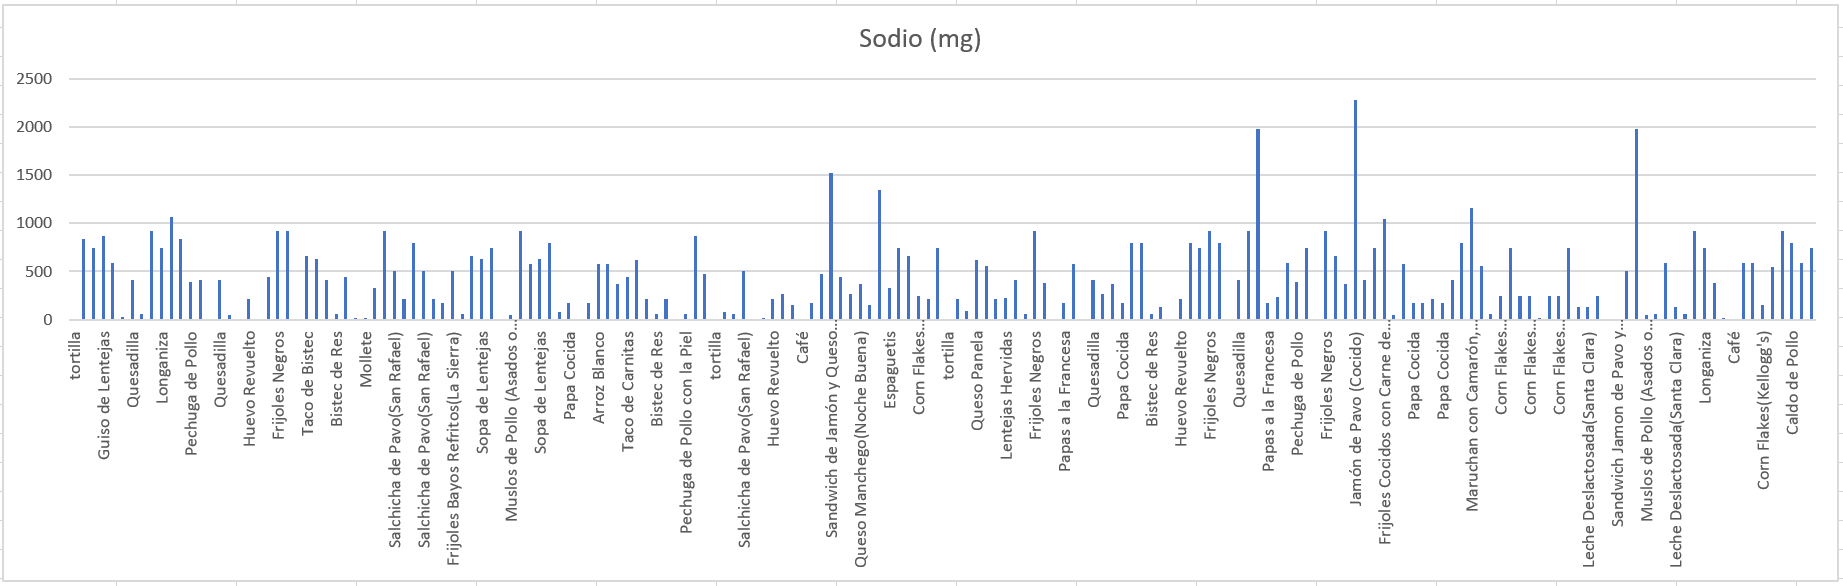 Sodio (mg)
2500
2000
1500
1000
500
0
tortilla
Guiso de Lentejas
Quesadilla
Longaniza
Pechuga de Pollo
Quesadilla
Huevo Revuelto
Frijoles Negros
Taco de Bistec
Bistec de Res
Mollete
Salchicha de Pavo(San Rafael)
Salchicha de Pavo(San Rafael)
Frijoles Bayos Refritos(La Sierra)
Sopa de Lentejas
Muslos de Pollo (Asados o...
Sopa de Lentejas
Papa Cocida
Arroz Blanco
Taco de Carnitas
Bistec de Res
Pechuga de Pollo con la Piel
tortilla
Salchicha de Pavo(San Rafael)
Huevo Revuelto
Café
Sandwich de Jamón y Queso...
Queso Manchego(Noche Buena)
Espaguetis
Corn Flakes...
tortilla
Queso Panela
Lentejas Hervidas
Frijoles Negros
Papas a la Francesa
Quesadilla
Papa Cocida
Bistec de Res
Huevo Revuelto
Frijoles Negros
Quesadilla
Papas a la Francesa
Pechuga de Pollo
Frijoles Negros
Jamón de Pavo (Cocido)
Frijoles Cocidos con Carne de...
Papa Cocida
Papa Cocida
Maruchan con Camarón,...
Corn Flakes...
Corn Flakes...
Corn Flakes...
Leche Deslactosada(Santa Clara)
Sandwich Jamon de Pavo y...
Muslos de Pollo (Asados o...
Leche Deslactosada(Santa Clara)
Longaniza
Café
Corn Flakes(Kellogg's)
Caldo de Pollo